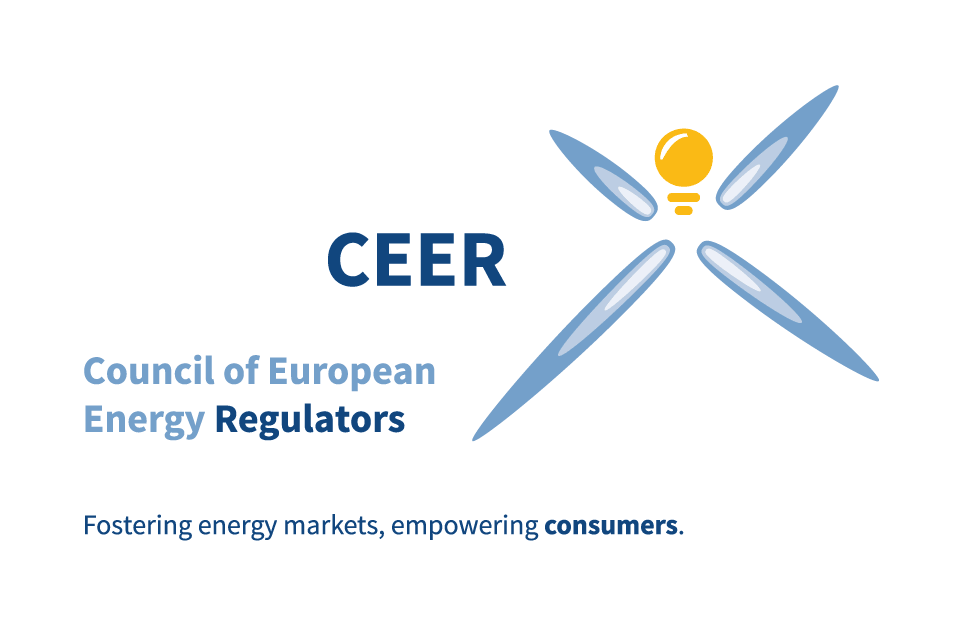 CEER
Council of European
Energy Regulators
Fostering energy markets, empowering consumers.